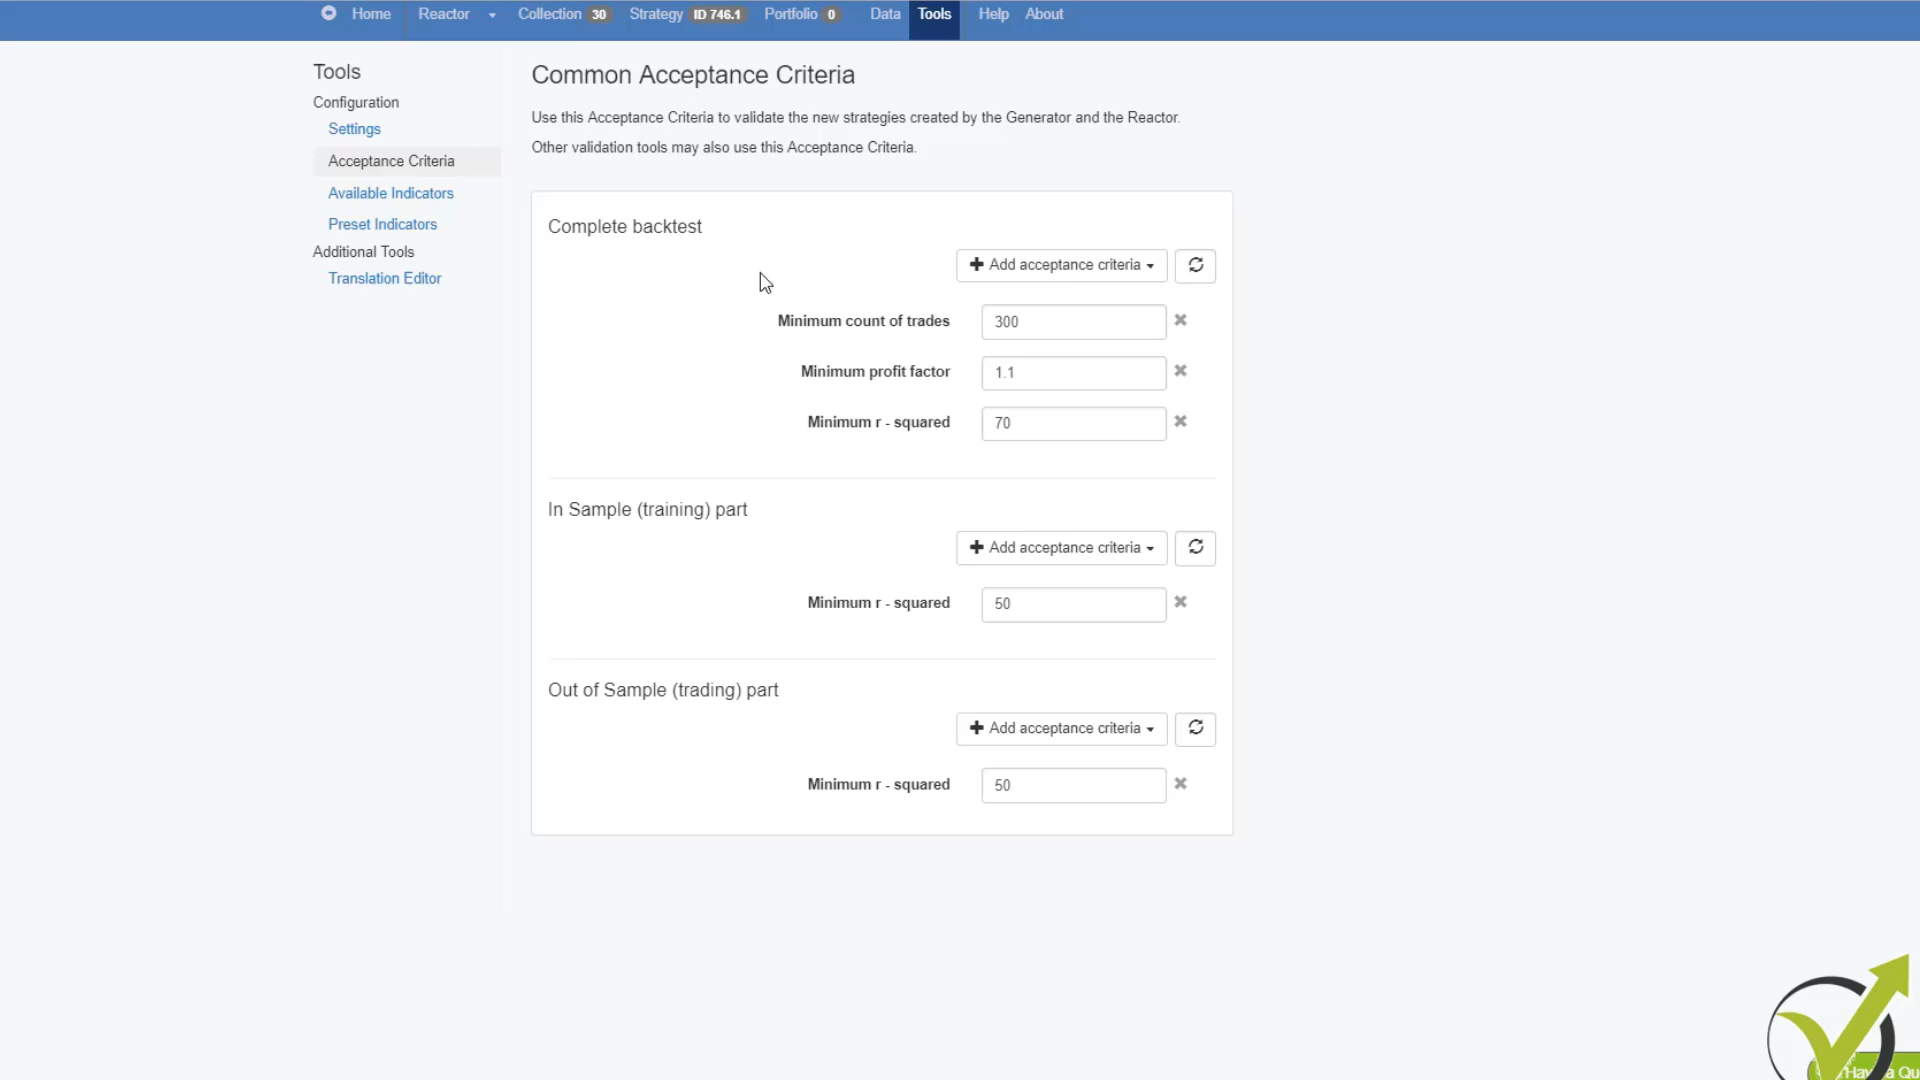 Home Reactor Collection 30 Strategy ID 746.1 Portfolio 0 Data Tools Help About
Tools
Configuration
Settings
Acceptance Criteria
Available Indicators
Preset Indicators
Additional Tools
Translation Editor
Common Acceptance Criteria
Use this Acceptance Criteria to validate the new strategies created by the Generator and the Reactor.
Other validation tools may also use this Acceptance Criteria.
Complete backtest
Add acceptance criteria
Minimum count of trades 300
Minimum profit factor 1.1
Minimum r - squared 70
In Sample (training) part
Add acceptance criteria
Minimum r - squared 50
Out of Sample (trading) part
Add acceptance criteria
Minimum r - squared 50